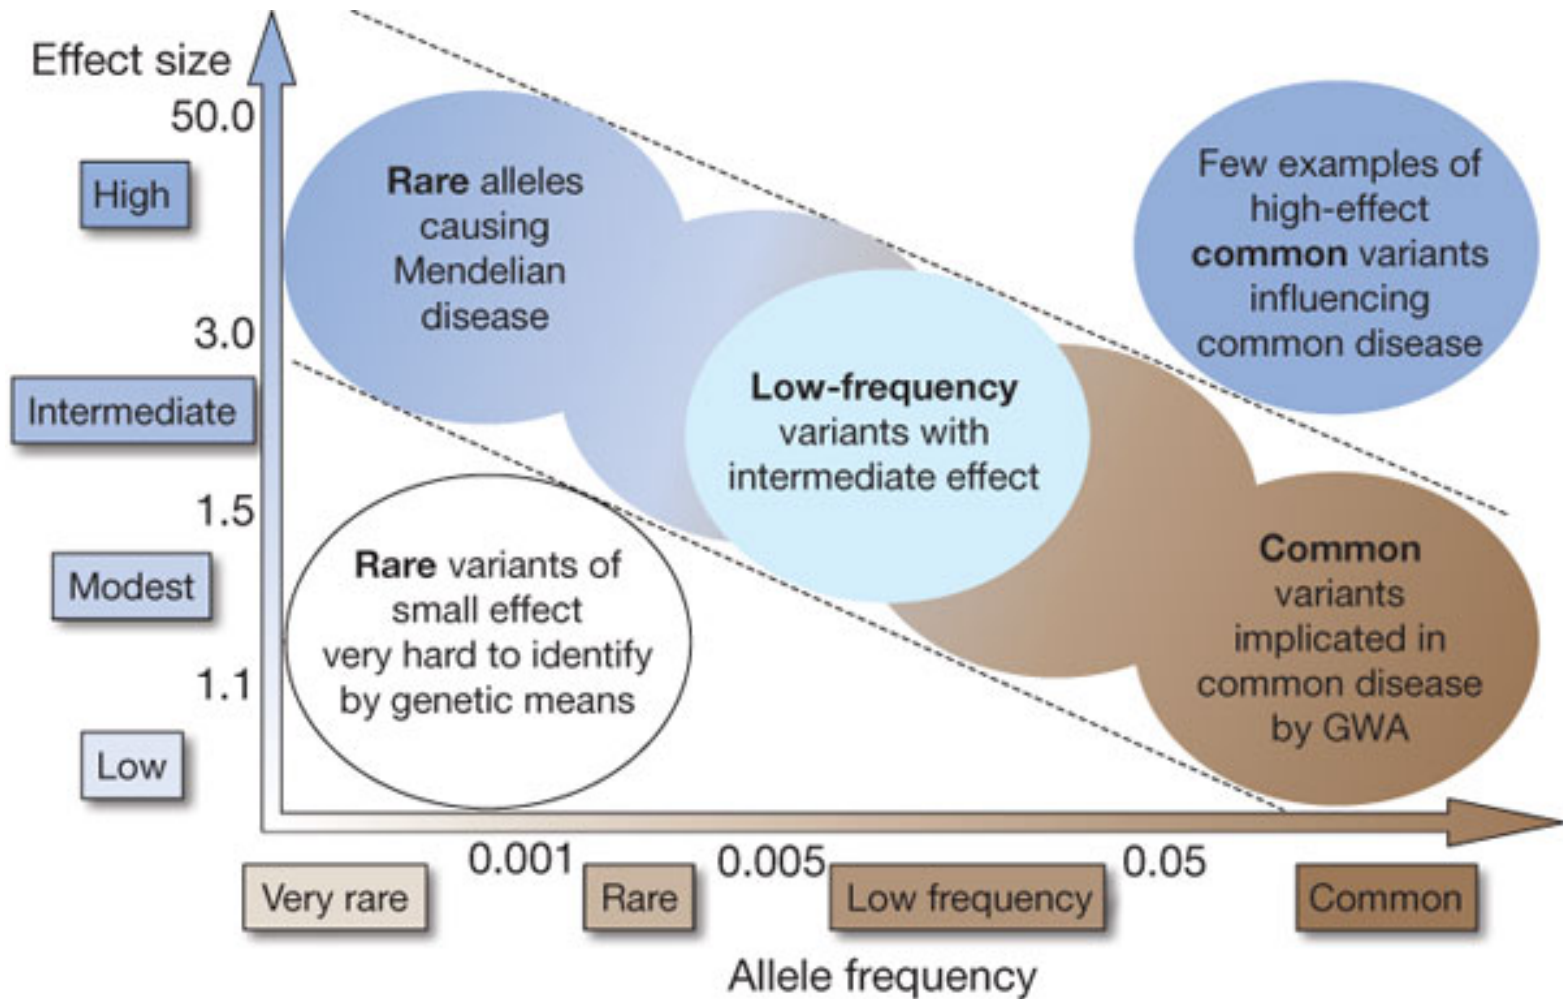 Effect size
50.0
High
3.0
Intermediate
1.5
Modest
1.1
Low
Rare alleles
causing
Mendelian
disease
Few examples of
high-effect
common variants
influencing
common disease
Low-frequency
variants with
intermediate effect
Rare variants of
small effect
very hard to identify
by genetic means
Common
variants
implicated in
common disease
by GWA
0.001
0.005
0.05
Very rare
Rare
Low frequency
Common
Allele frequency